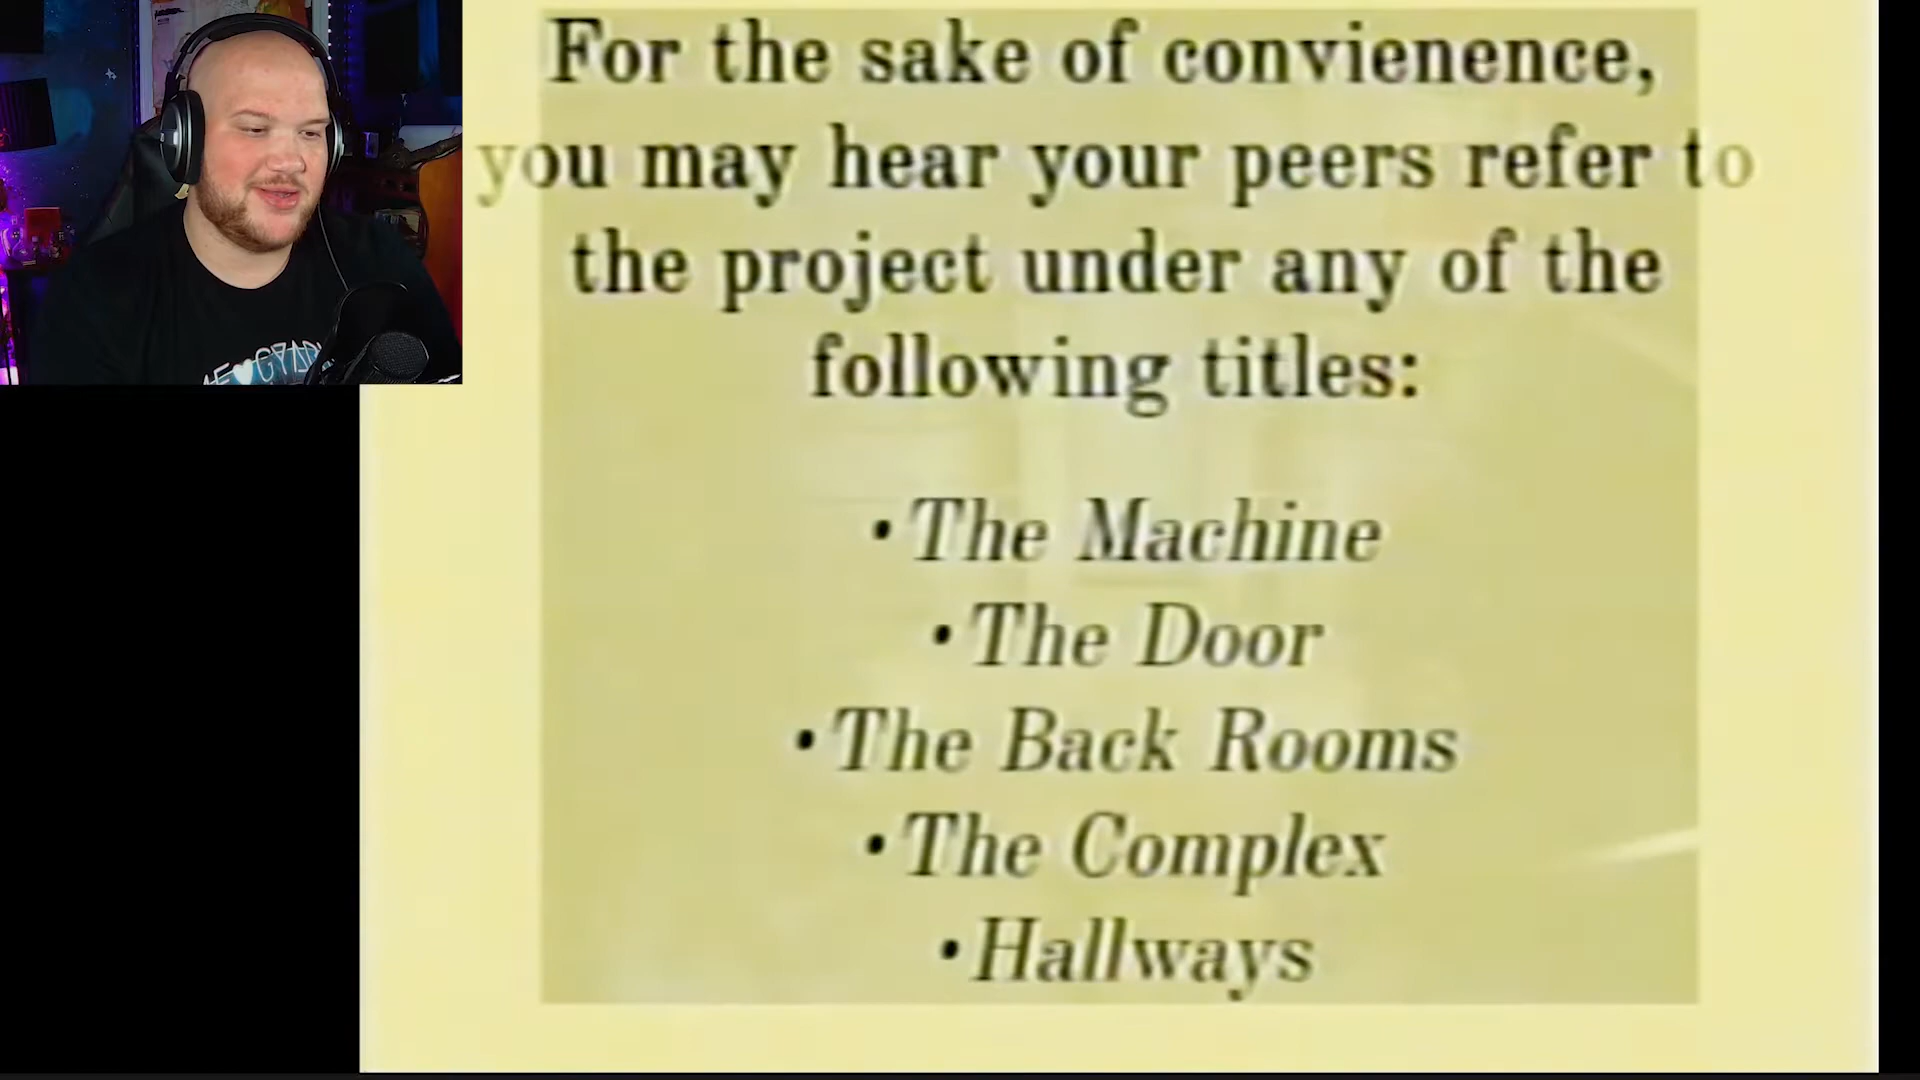 For the sake of convienence,
you may hear your peers refer to
the project under any of the
following titles:
• The Machine
• The Door
• The Back Rooms
• The Complex
• Hallways